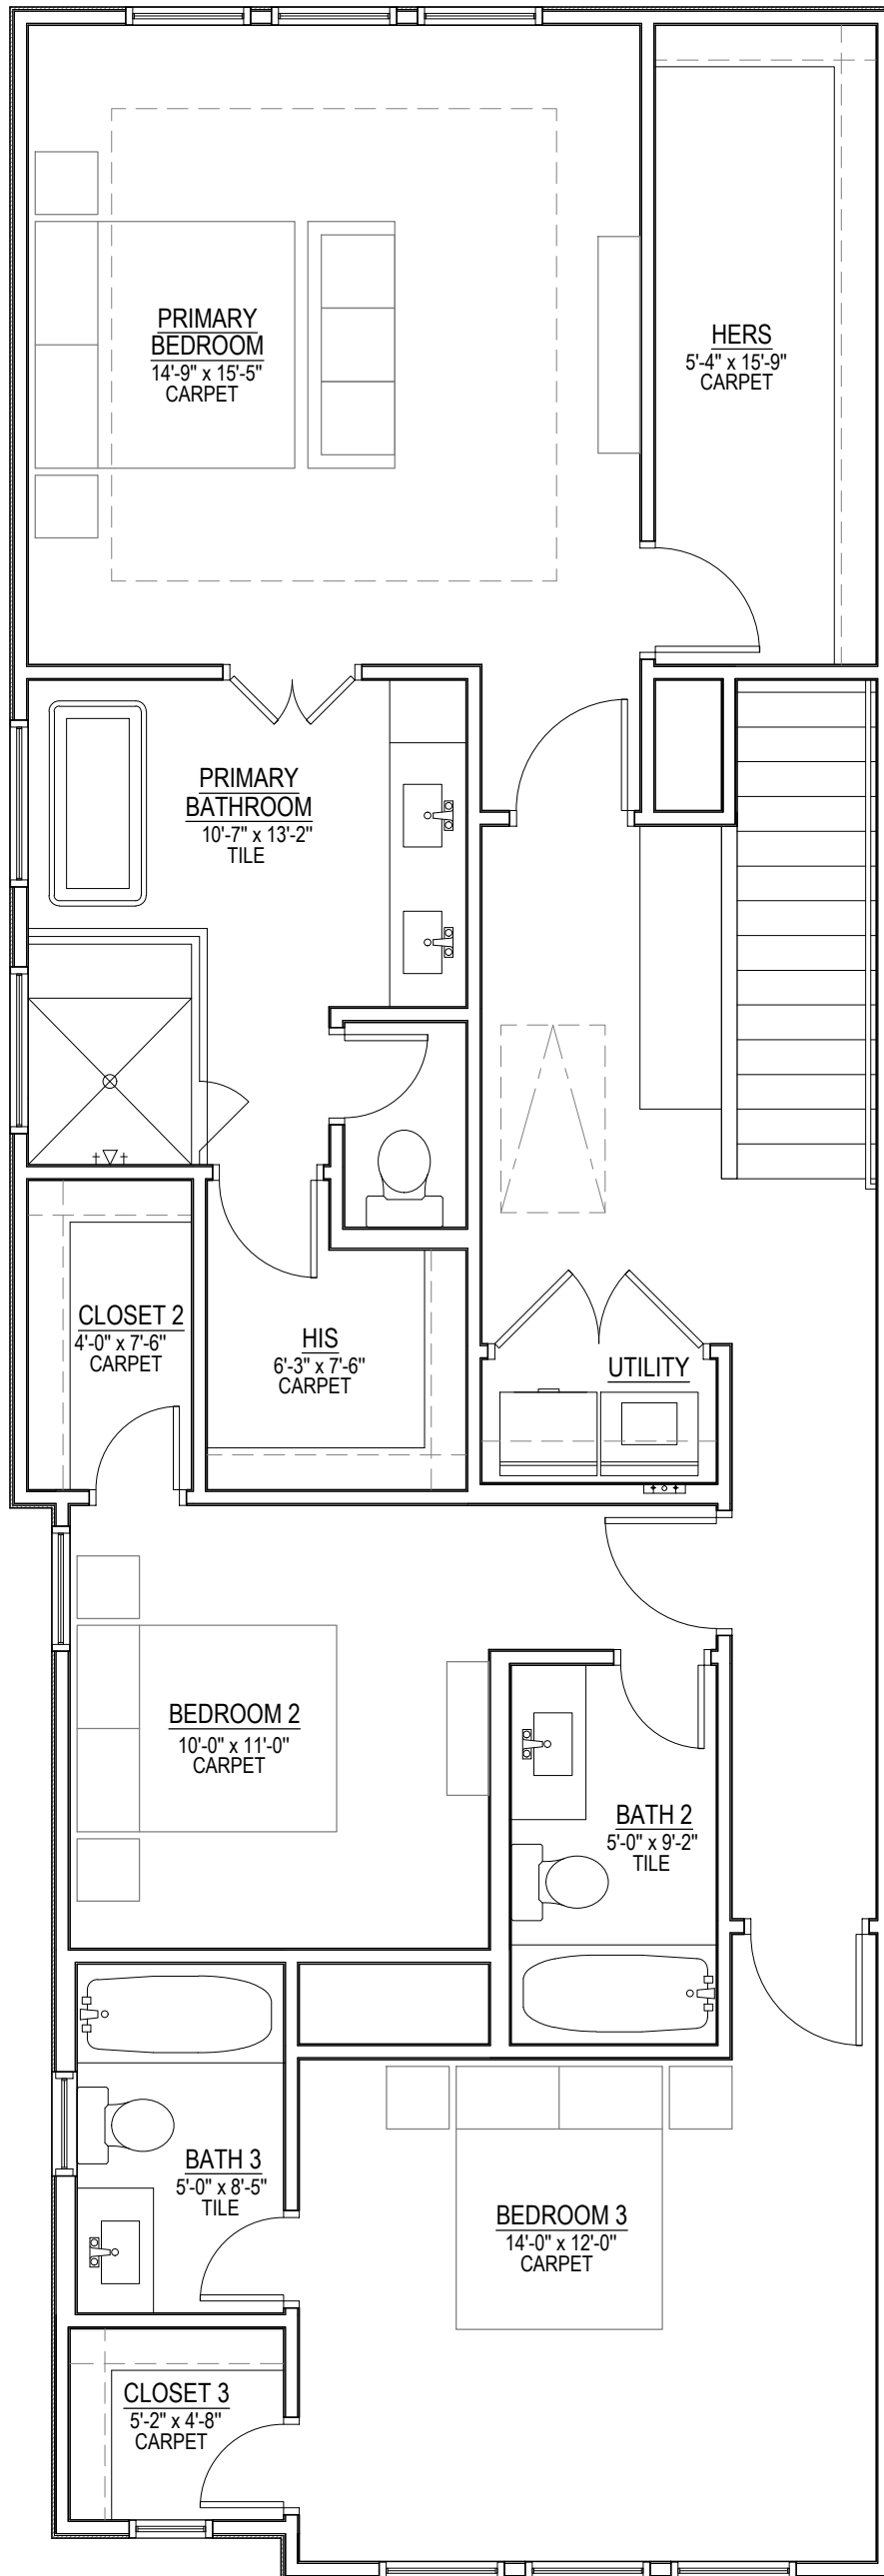 PRIMARY
BEDROOM
14'-9" x 15'-5"
CARPET
HERS
5'-4" x 15'-9"
CARPET
PRIMARY
BATHROOM
10'-7" x 13'-2"
TILE
CLOSET 2
4'-0" x 7'-6"
CARPET
HIS
6'-3" x 7'-6"
CARPET
UTILITY
BEDROOM 2
10'-0" x 11'-0"
CARPET
BATH 2
5'-0" x 9'-2"
TILE
BATH 3
5'-0" x 8'-5"
TILE
BEDROOM 3
14'-0" x 12'-0"
CARPET
CLOSET 3
5'-2" x 4'-8"
CARPET